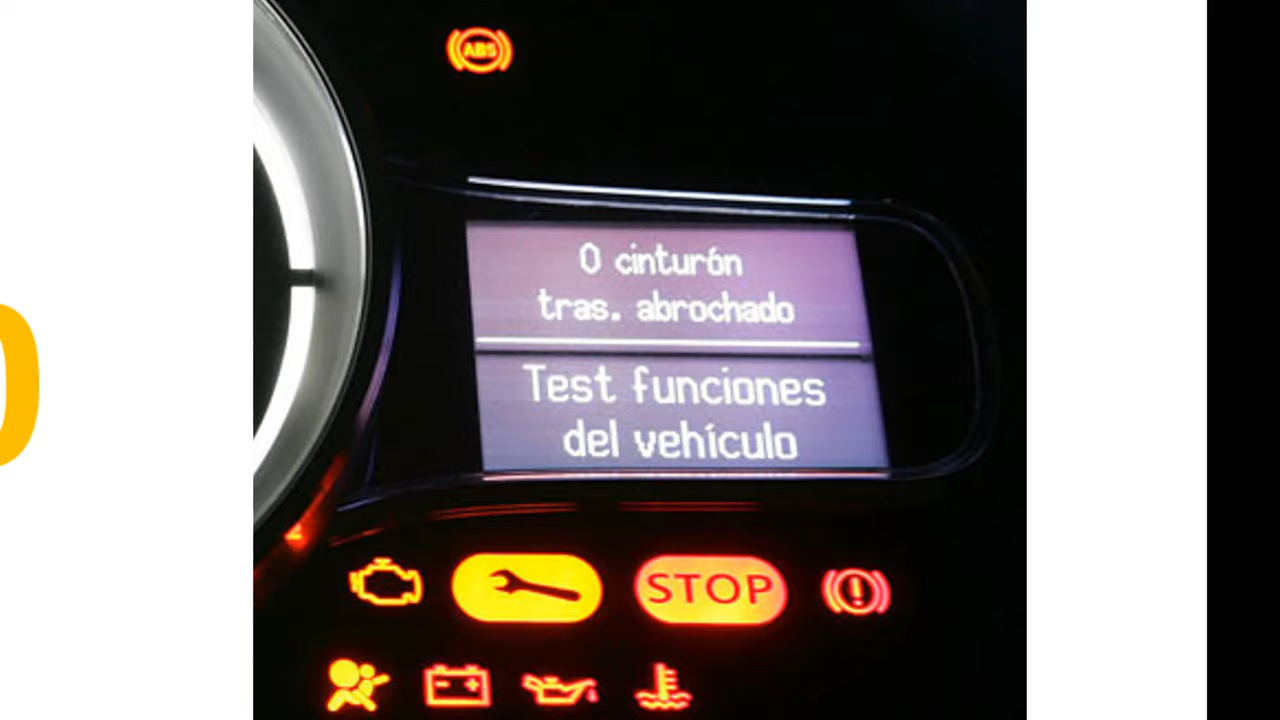 ABS
0 cinturón
tras. abrochado
Test funciones
del vehículo
STOP